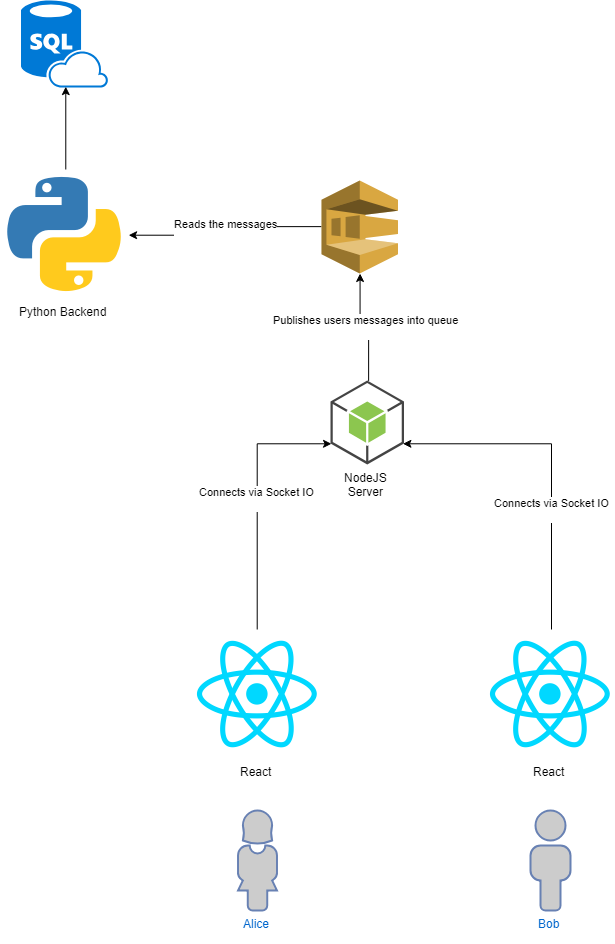 SQL
Reads the messages
Python Backend
Publishes users messages into queue
NodeJS
Server
Connects via Socket IO
Connects via Socket IO
React
React
Alice
Bob